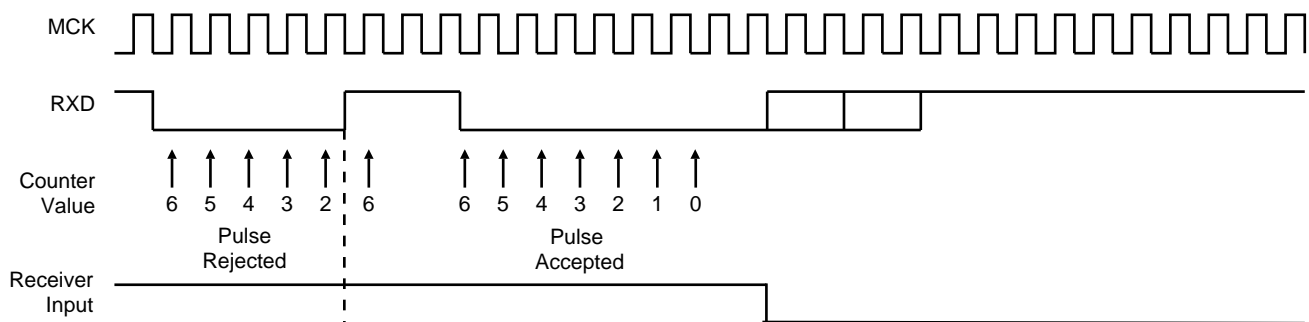 MCK
RXD
Counter
Value
6 5 4 3 2 6 6 5 4 3 2 1 0
Pulse
Rejected
Pulse
Accepted
Receiver
Input